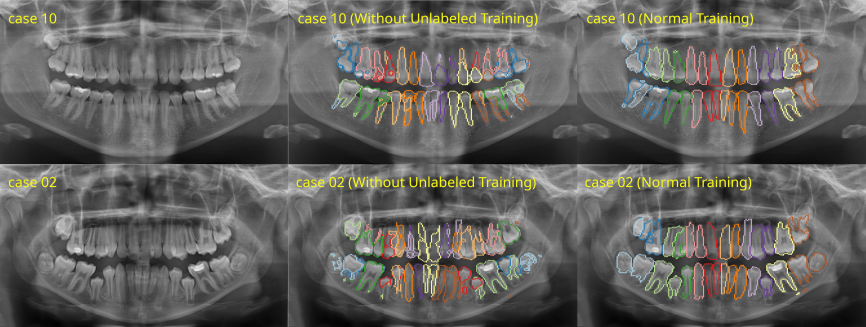 case 10
case 10 (Without Unlabeled Training)
case 10 (Normal Training)
case 02
case 02 (Without Unlabeled Training)
case 02 (Normal Training)